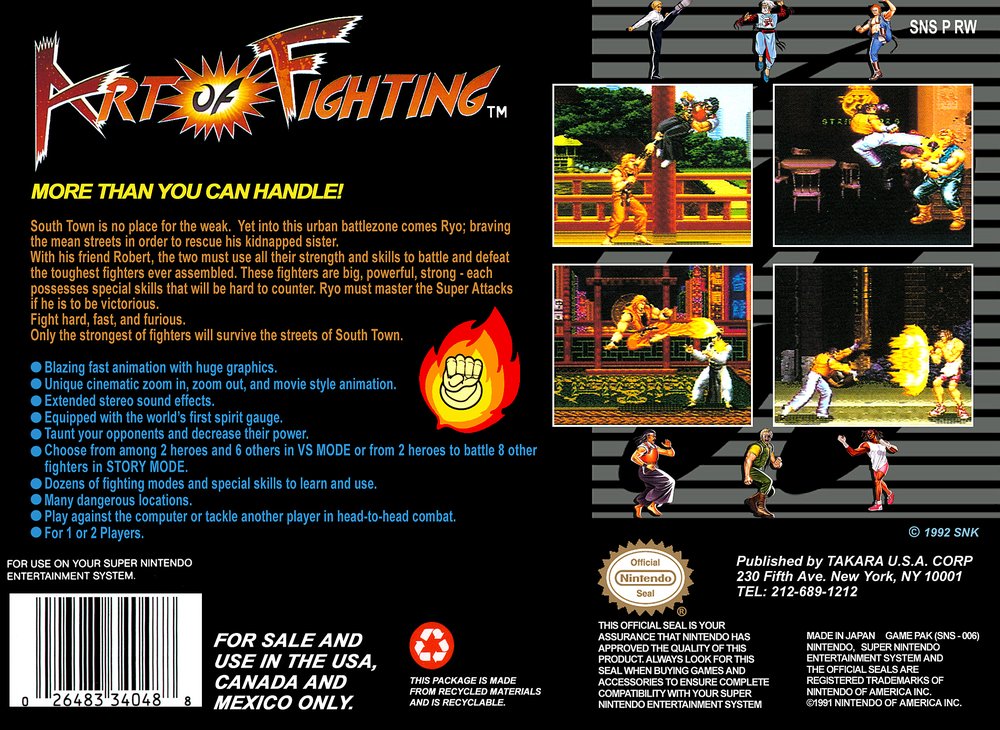 ART OF FIGHTING TM
SNS P RW
MORE THAN YOU CAN HANDLE!
South Town is no place for the weak. Yet into this urban battlezone comes Ryo; braving
the mean streets in order to rescue his kidnapped sister.
With his friend Robert, the two must use all their strength and skills to battle and defeat
the toughest fighters ever assembled. These fighters are big, powerful, strong - each
possesses special skills that will be hard to counter. Ryo must master the Super Attacks
if he is to be victorious.
Fight hard, fast, and furious.
Only the strongest of fighters will survive the streets of South Town.
● Blazing fast animation with huge graphics.
● Unique cinematic zoom in, zoom out, and movie style animation.
● Extended stereo sound effects.
● Equipped with the world's first spirit gauge.
● Taunt your opponents and decrease their power.
● Choose from among 2 heroes and 6 others in VS MODE or from 2 heroes to battle 8 other
fighters in STORY MODE.
● Dozens of fighting modes and special skills to learn and use.
● Many dangerous locations.
● Play against the computer or tackle another player in head-to-head combat.
● For 1 or 2 Players.
FOR USE ON YOUR SUPER NINTENDO
ENTERTAINMENT SYSTEM.
0 26483 34048 8
FOR SALE AND
USE IN THE USA,
CANADA AND
MEXICO ONLY.
THIS PACKAGE IS MADE
FROM RECYCLED MATERIALS
AND IS RECYCLABLE.
© 1992 SNK
Official
Nintendo
Seal
®
Published by TAKARA U.S.A. CORP
230 Fifth Ave. New York, NY 10001
TEL: 212-689-1212
THIS OFFICIAL SEAL IS YOUR
ASSURANCE THAT NINTENDO HAS
APPROVED THE QUALITY OF THIS
PRODUCT. ALWAYS LOOK FOR THIS
SEAL WHEN BUYING GAMES AND
ACCESSORIES TO ENSURE COMPLETE
COMPATIBILITY WITH YOUR SUPER
NINTENDO ENTERTAINMENT SYSTEM
MADE IN JAPAN GAME PAK (SNS - 006)
NINTENDO, SUPER NINTENDO
ENTERTAINMENT SYSTEM AND
THE OFFICIAL SEALS ARE
REGISTERED TRADEMARKS OF
NINTENDO OF AMERICA INC.
©1991 NINTENDO OF AMERICA INC.